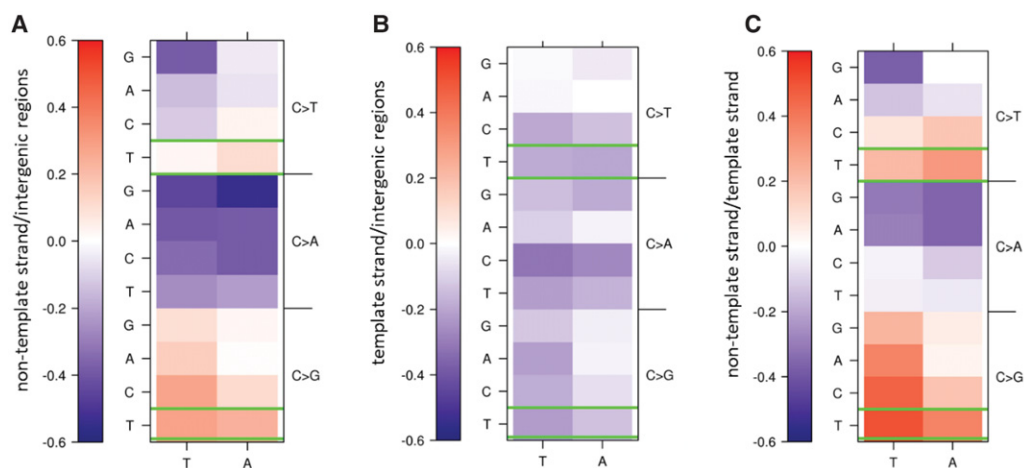 A
non-template strand/intergenic regions
0.6
0.4
0.2
0.0
-0.2
-0.4
-0.6
G
A
C
T
G
A
C
T
G
A
C
T
C>T
C>A
C>G
T A
B
template strand/intergenic regions
0.6
0.4
0.2
0.0
-0.2
-0.4
-0.6
G
A
C
T
G
A
C
T
G
A
C
T
C>T
C>A
C>G
T A
C
non-template strand/template strand
0.6
0.4
0.2
0.0
-0.2
-0.4
-0.6
G
A
C
T
G
A
C
T
G
A
C
T
C>T
C>A
C>G
T A